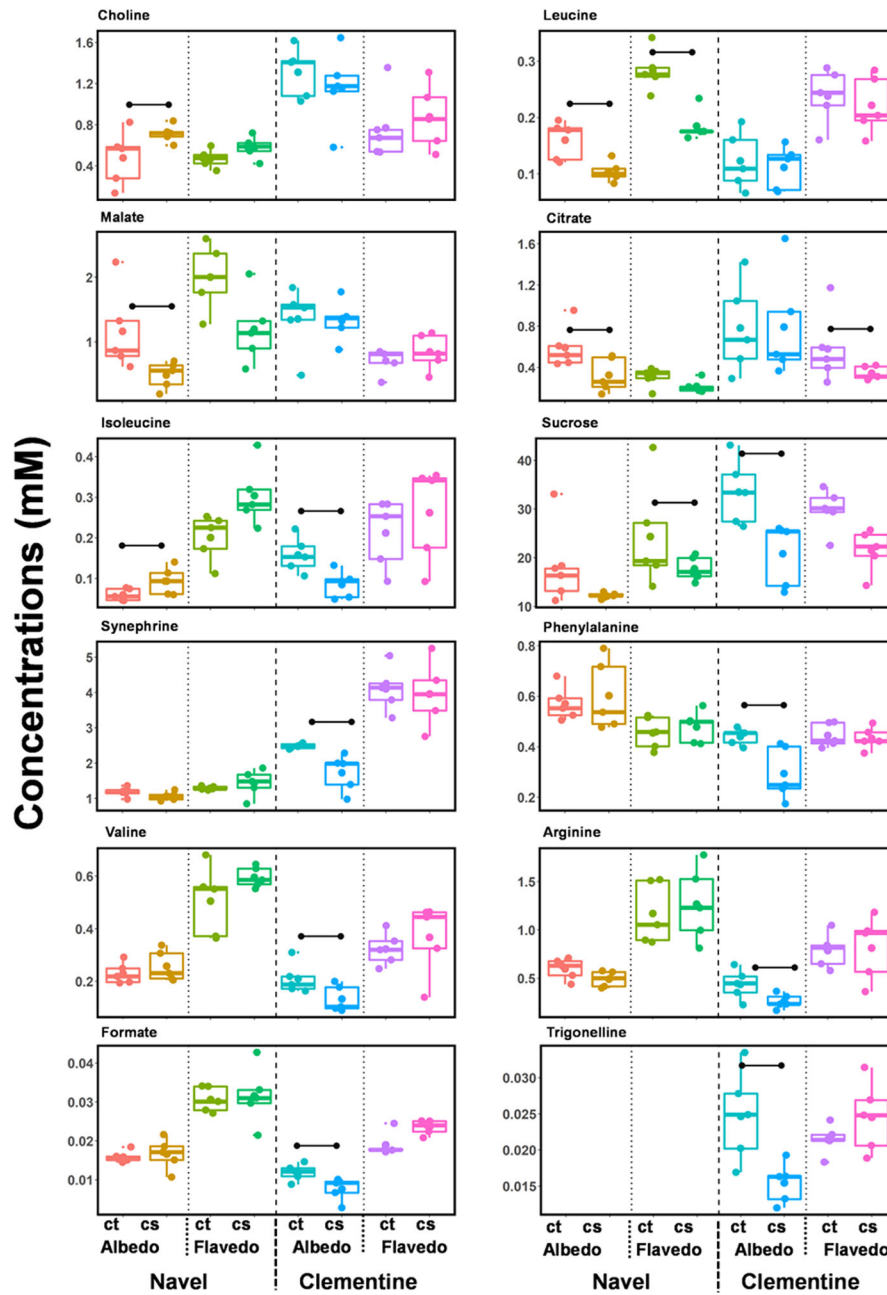 Choline
1.6
1.2
0.8
0.4
Leucine
0.3
0.2
0.1
Malate
2
1
Citrate
1.6
1.2
0.8
0.4
Isoleucine
0.4
0.3
0.2
0.1
Sucrose
40
30
20
10
Synephrine
5
4
3
2
1
Phenylalanine
0.8
0.6
0.4
0.2
Valine
0.6
0.4
0.2
Arginine
1.5
1.0
0.5
Formate
0.04
0.03
0.02
0.01
Trigonelline
0.030
0.025
0.020
0.015
Concentrations (mM)
ct cs ct cs ct cs ct cs
Albedo Flavedo Albedo Flavedo
Navel Clementine
ct cs ct cs ct cs ct cs
Albedo Flavedo Albedo Flavedo
Navel Clementine